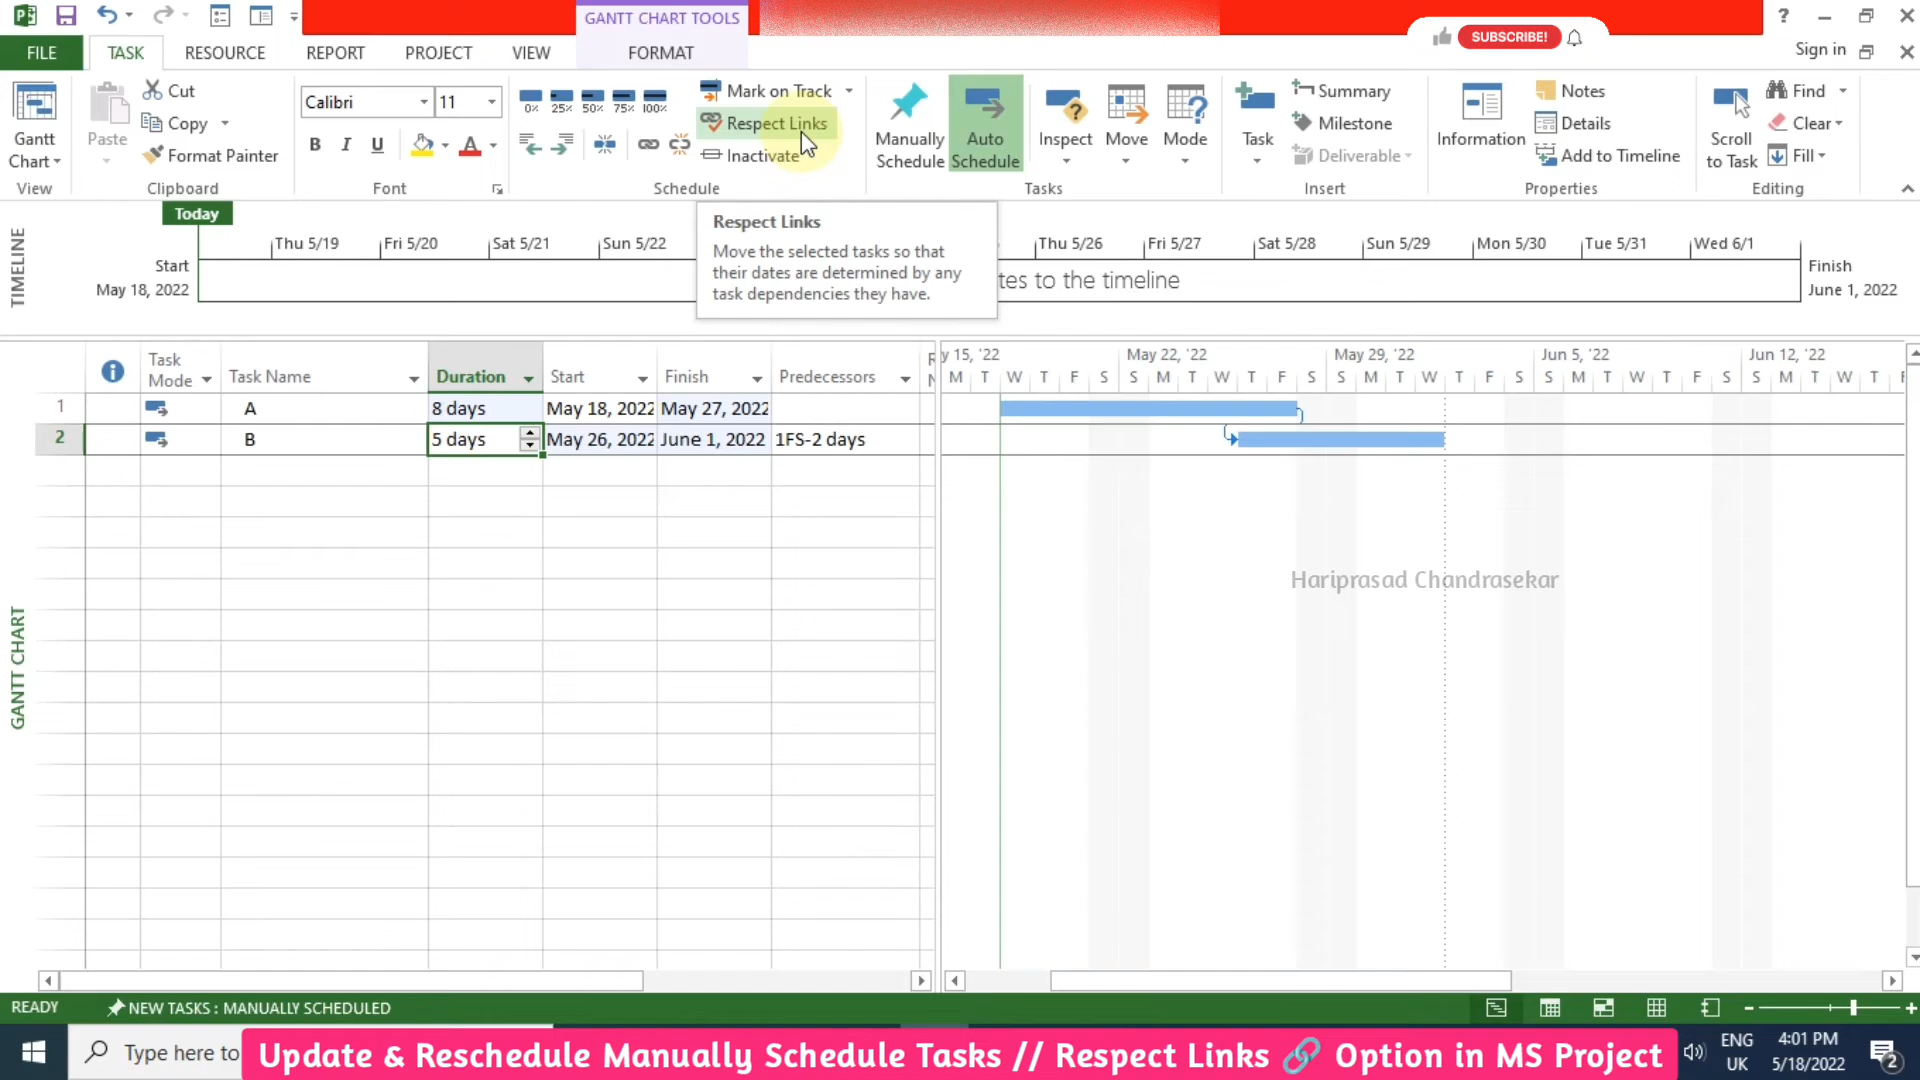 GANTT CHART TOOLS
SUBSCRIBE!
FILE TASK RESOURCE REPORT PROJECT VIEW FORMAT Sign in
Gantt Chart
View
Paste
Cut
Copy
Format Painter
Clipboard
Calibri 11
B I U A
Font
0% 25% 50% 75% 100%
Mark on Track
Respect Links
Inactivate
Schedule
Manually Schedule
Auto Schedule
Inspect
Move
Mode
Tasks
Task
Summary
Milestone
Deliverable
Insert
Information
Notes
Details
Add to Timeline
Properties
Scroll to Task
Find
Clear
Fill
Editing
TIMELINE
Today
Start
May 18, 2022
Thu 5/19 Fri 5/20 Sat 5/21 Sun 5/22 Thu 5/26 Fri 5/27 Sat 5/28 Sun 5/29 Mon 5/30 Tue 5/31 Wed 6/1
tes to the timeline
Finish
June 1, 2022
Respect Links
Move the selected tasks so that
their dates are determined by any
task dependencies they have.
Task Mode Task Name Duration Start Finish Predecessors
1 A 8 days May 18, 2022 May 27, 2022
2 B 5 days May 26, 2022 June 1, 2022 1FS-2 days
y 15, '22 May 22, '22 May 29, '22 Jun 5, '22 Jun 12, '22
M T W T F S S M T W T F S S M T W T F S S M T W T F S S M T W T F
Hariprasad Chandrasekar
GANTT CHART
READY NEW TASKS : MANUALLY SCHEDULED
Type here to
Update & Reschedule Manually Schedule Tasks // Respect Links 🔗 Option in MS Project
ENG
UK
4:01 PM
5/18/2022
2